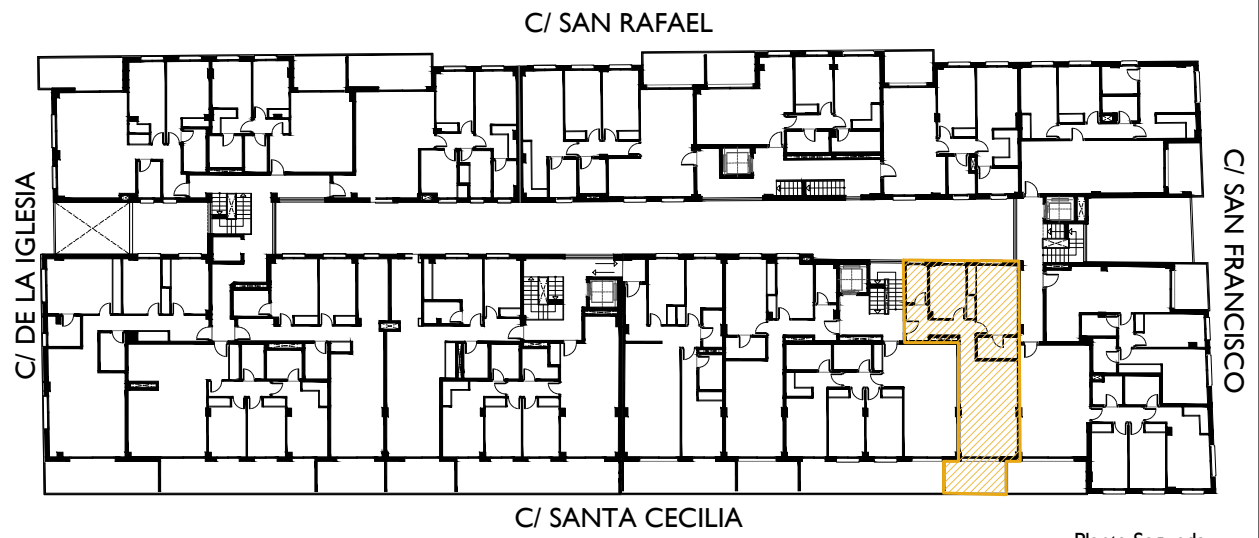 C/ SAN RAFAEL
C/ DE LA IGLESIA
C/ SAN FRANCISCO
C/ SANTA CECILIA